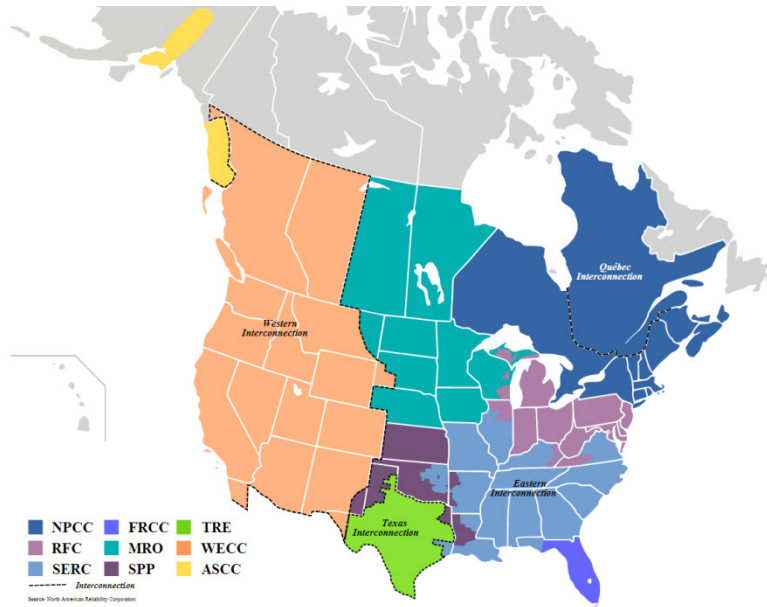 Québec
Interconnection
Western
Interconnection
Eastern
Interconnection
Texas
Interconnection
NPCC FRCC TRE
RFC MRO WECC
SERC SPP ASCC
Interconnection
Source: North American Reliability Corporation